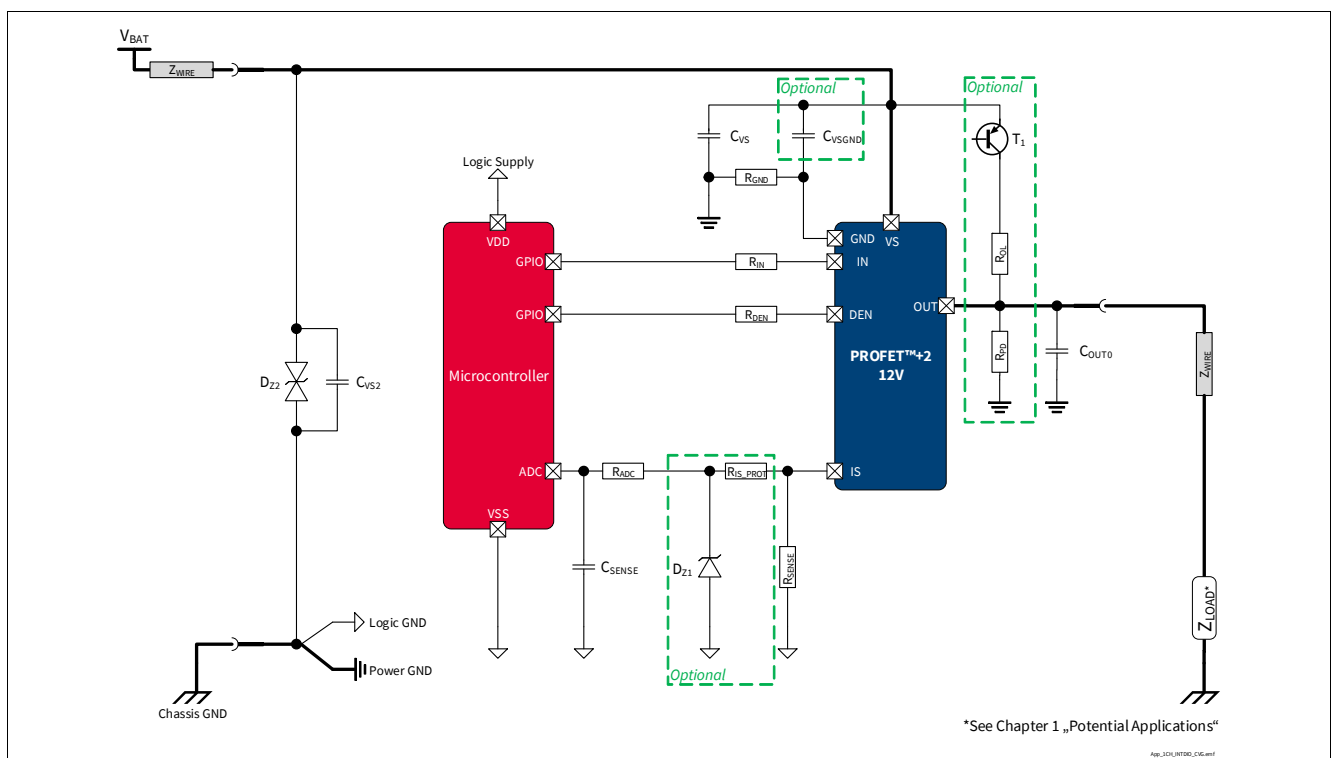 VBAT
ZWIRE
Optional
Optional
CVS
CVSGND
T1
Logic Supply
RGND
VDD
GND
VS
GPIO
RIN
IN
ROL
OUT
GPIO
RDEN
DEN
PROFET™+2
12V
RPD
COUT0
ZWIRE
DZ2
CVS2
Microcontroller
ADC
RADC
RIS_PROT
IS
VSS
CSENSE
DZ1
RSENSE
ZLOAD*
Logic GND
Power GND
Optional
Chassis GND
*See Chapter 1 „Potential Applications“
App_1CH_INTDIO_CVG.emf